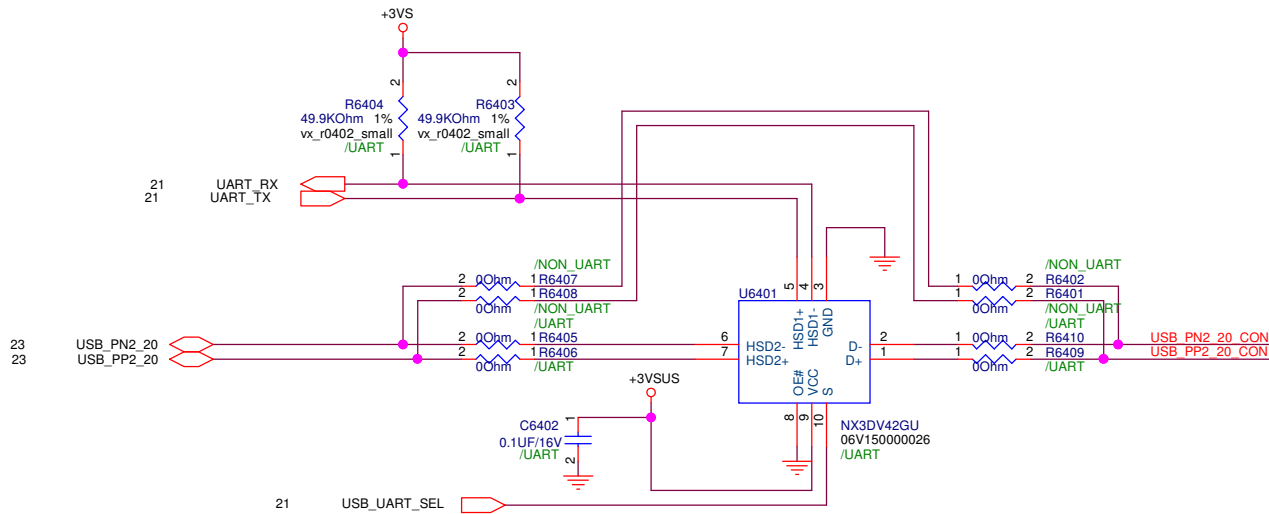 +3VS
2
2
R6404
R6403
49.9KOhm 1%
49.9KOhm 1%
vx_r0402_small
vx_r0402_small
/UART
/UART
1
1
21 UART_RX
21 UART_TX
/NON_UART
/NON_UART
2 0Ohm 1 R6407
1 0Ohm 2 R6402
2 1 R6408
1 2 R6401
0Ohm
0Ohm
/NON_UART
/NON_UART
/UART
/UART
U6401
5
4
3
HSD1+
HSD1-
GND
23 USB_PN2_20
2 0Ohm 1 R6405
6 HSD2-
D- 2
1 0Ohm 2 R6410
USB_PN2_20_CON
23 USB_PP2_20
2 1 R6406
7 HSD2+
D+ 1
1 2 R6409
USB_PP2_20_CON
0Ohm
0Ohm
/UART
/UART
OE#
VCC
S
8
9
10
+3VSUS
1
C6402
0.1UF/16V
/UART
2
NX3DV42GU
06V150000026
/UART
21 USB_UART_SEL